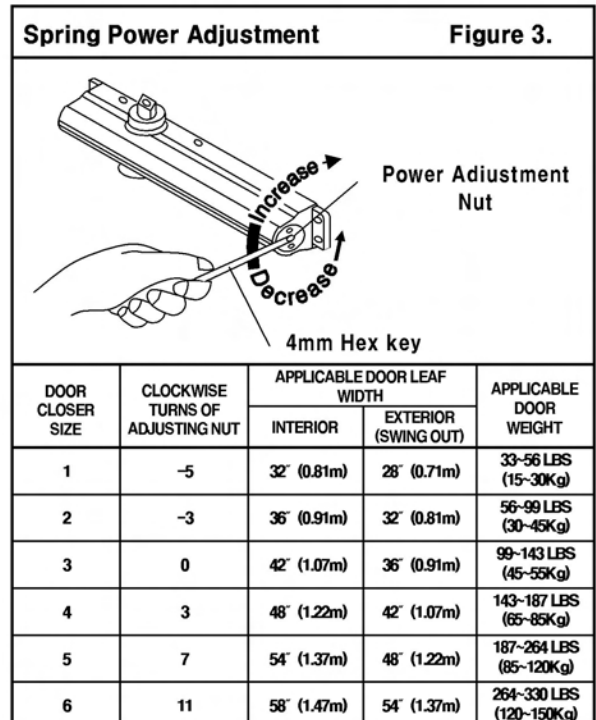 Spring Power Adjustment Figure 3.
Increase
Power Adiustment
Nut
Decrease
4mm Hex key
DOOR CLOSER SIZE CLOCKWISE TURNS OF ADJUSTING NUT APPLICABLE DOOR LEAF WIDTH APPLICABLE DOOR WEIGHT
INTERIOR EXTERIOR (SWING OUT)
1 -5 32″ (0.81m) 28″ (0.71m) 33~56 LBS (15~30Kg)
2 -3 36″ (0.91m) 32″ (0.81m) 56~99 LBS (30~45Kg)
3 0 42″ (1.07m) 36″ (0.91m) 99~143 LBS (45~55Kg)
4 3 48″ (1.22m) 42″ (1.07m) 143~187 LBS (65~85Kg)
5 7 54″ (1.37m) 48″ (1.22m) 187~264 LBS (85~120Kg)
6 11 58″ (1.47m) 54″ (1.37m) 264~330 LBS (120~150Kg)